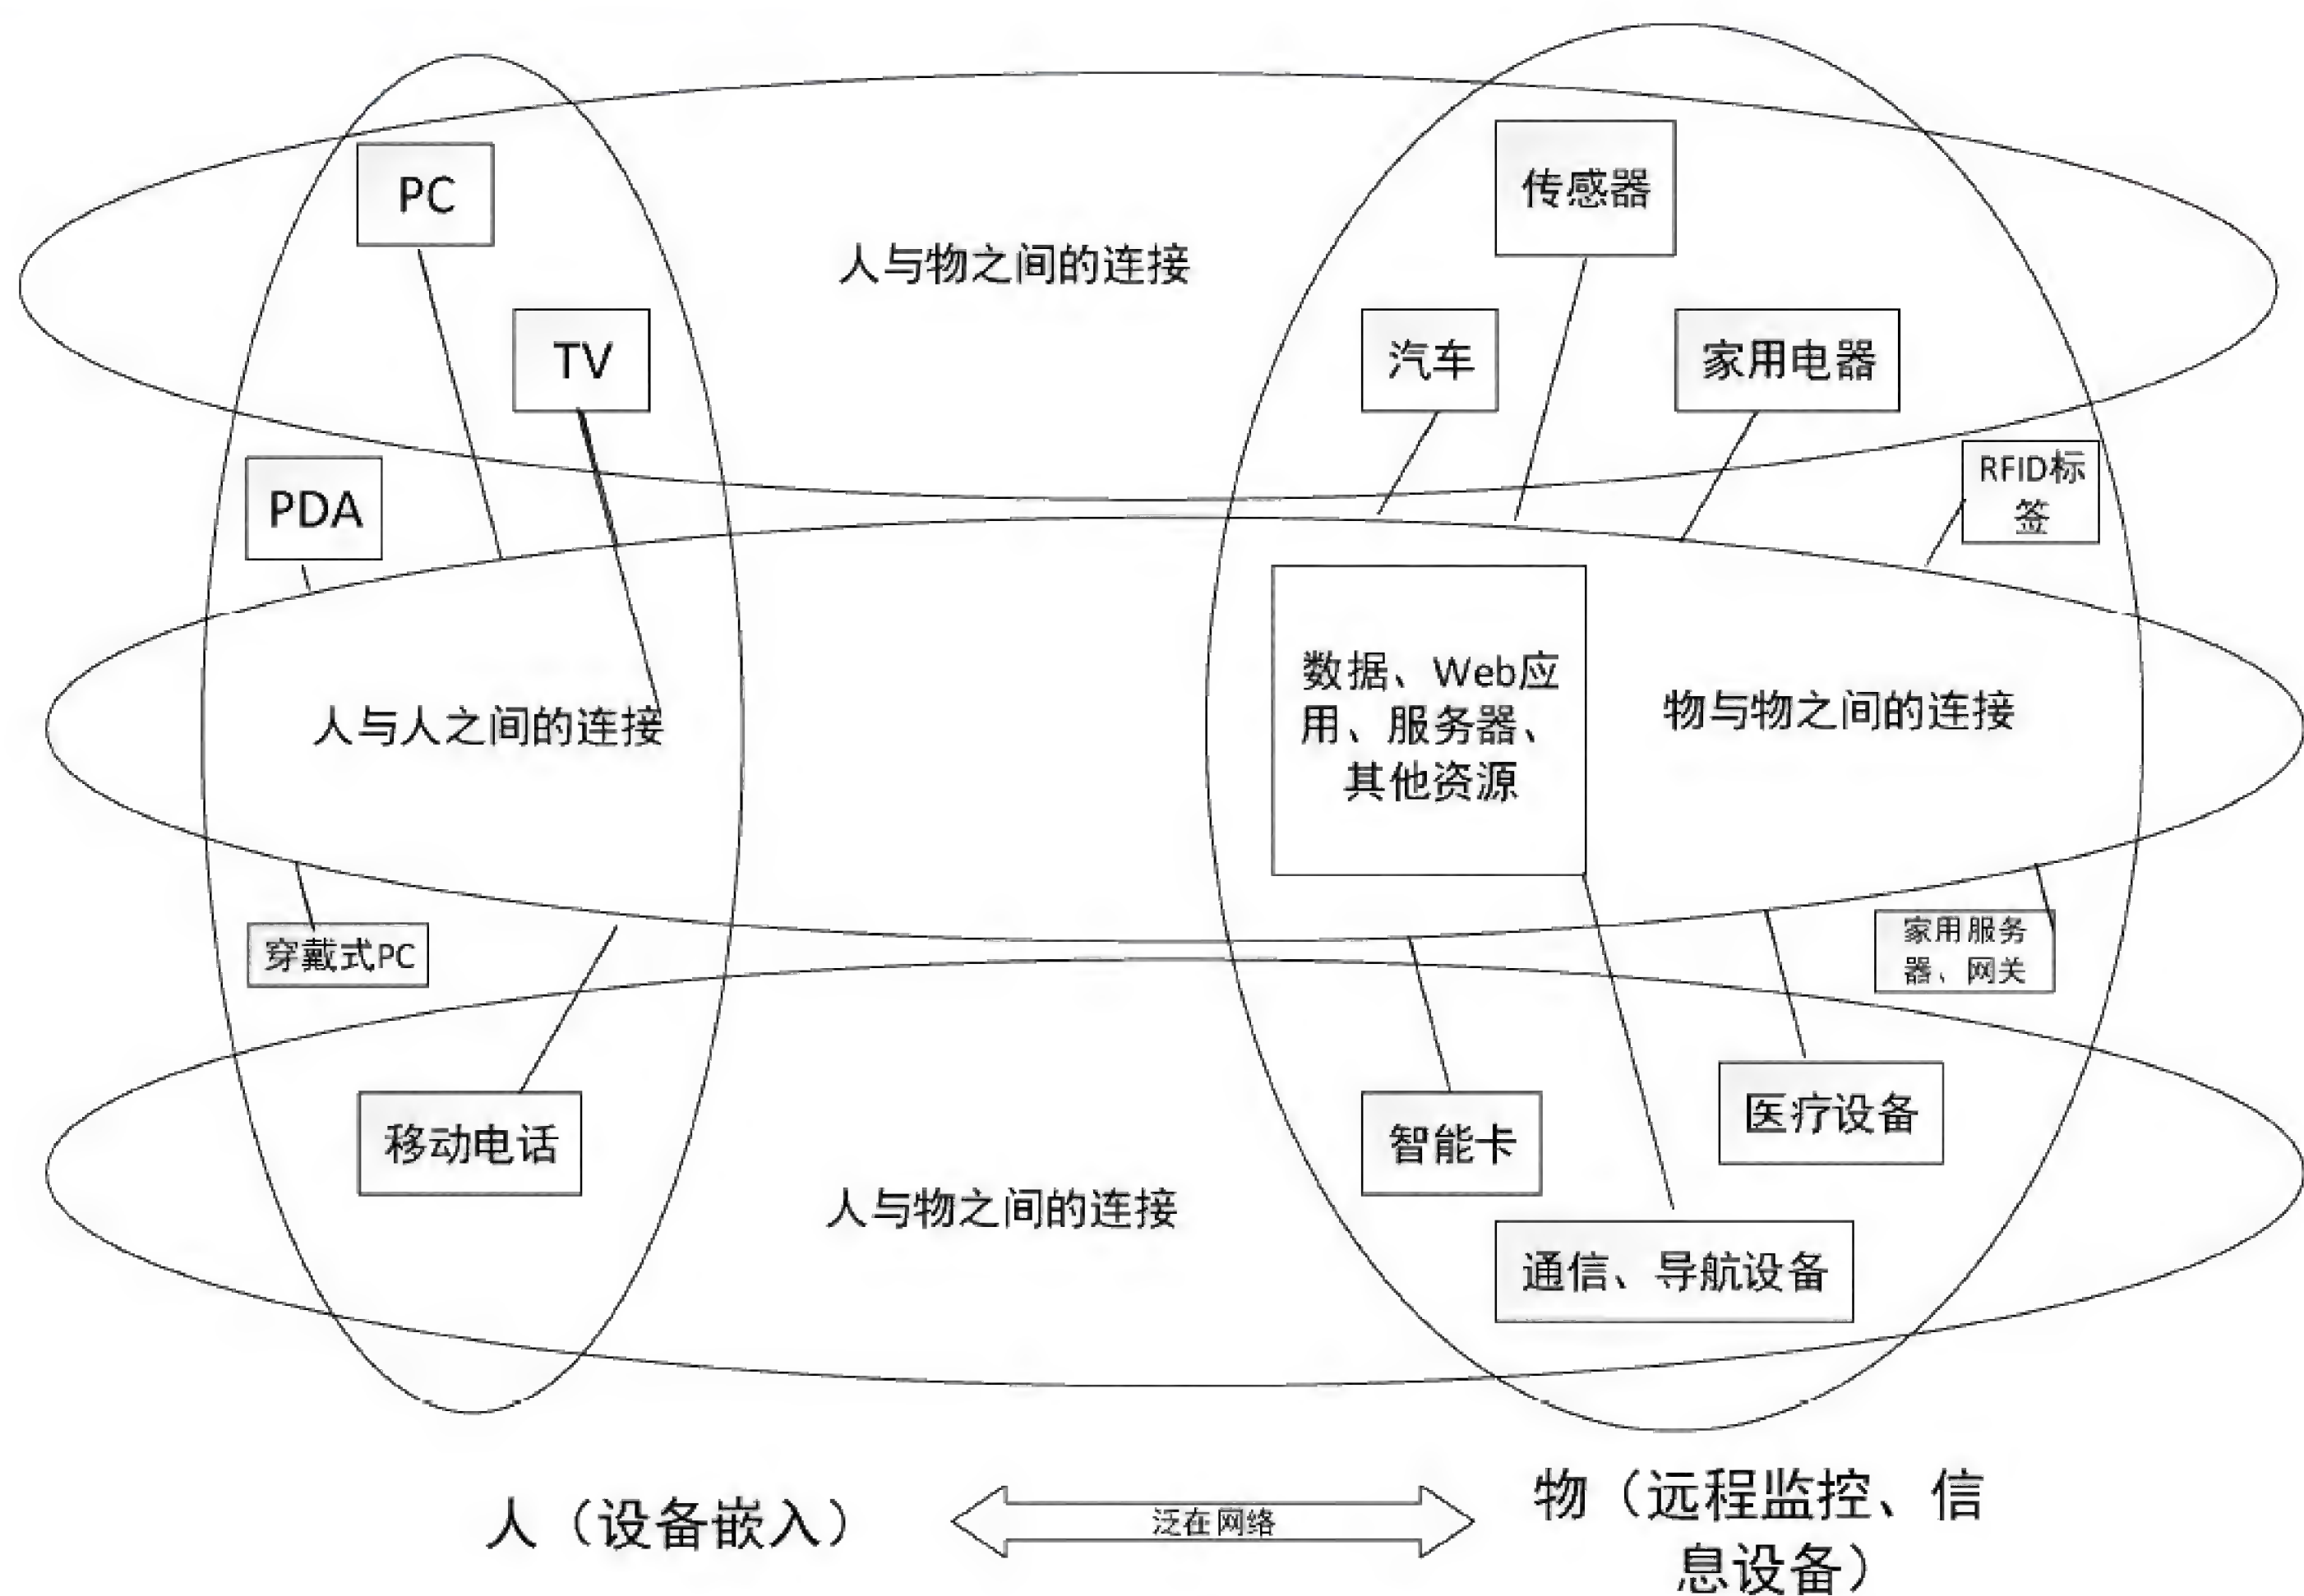 PC
传感器
人与物之间的连接
TV
汽车
家用电器
PDA
RFID标
签
数据、Web应
用、服务器、
其他资源
人与人之间的连接
物与物之间的连接
穿戴式PC
家用服务
器、网关
移动电话
智能卡
医疗设备
人与物之间的连接
通信、导航设备
人（设备嵌入）
泛在网络
物（远程监控、信
息设备）